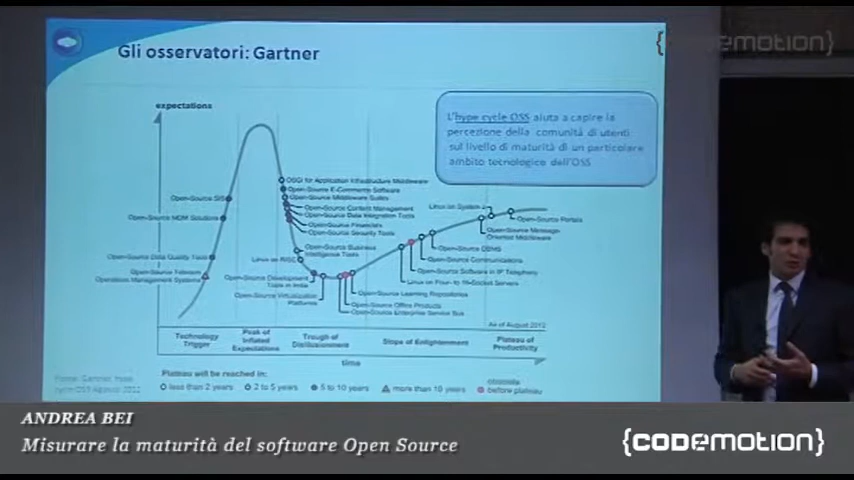 Gli osservatori: Gartner
{codemotion}
expectations
L'hype cycle OSS aiuta a capire la
percezione della comunità di utenti
sul livello di maturità di un particolare
ambito tecnologico dell'OSS
OSGi for Application Infrastructure Middleware
Open-Source E-Commerce Software
Open-Source Middleware Suites
Open-Source Content Management
Open-Source Data Integration Tools
Open-Source Financials
Open-Source Security Tools
Open-Source SIS
Open-Source MDM Solutions
Open-Source Data Quality Tools
Open-Source Telecom
Operations Management Systems
Open-Source Business
Intelligence Tools
Linux on RISC
Open-Source Development
Tools in India
Open-Source Virtualization
Platforms
Linux on System
Open-Source Portals
Open-Source Message-
Oriented Middleware
Open-Source DBMS
Open-Source Communications
Open-Source Software in IP Telephony
Linux on Four- to 16-Socket Servers
Open-Source Learning Repositories
Open-Source Office Products
Open-Source Enterprise Service Bus
As of August 2012
Technology
Trigger
Peak of
Inflated
Expectations
Trough of
Disillusionment
Slope of Enlightenment
Plateau of
Productivity
time
Plateau will be reached in:
less than 2 years
2 to 5 years
5 to 10 years
more than 10 years
obsolete
before plateau
Fonte: Gartner
ANDREA BEI
Misurare la maturità del software Open Source
{CODEMOTION}